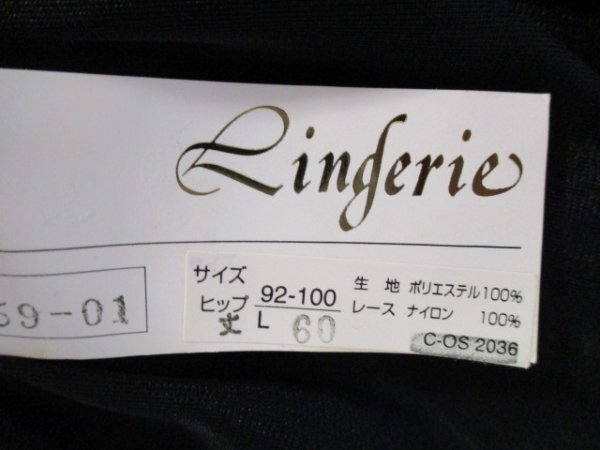 Lingerie
59-01
サイズ
ヒップ 92-100
丈 L 60
生地 ポリエステル100%
レース ナイロン 100%
C-OS 2036